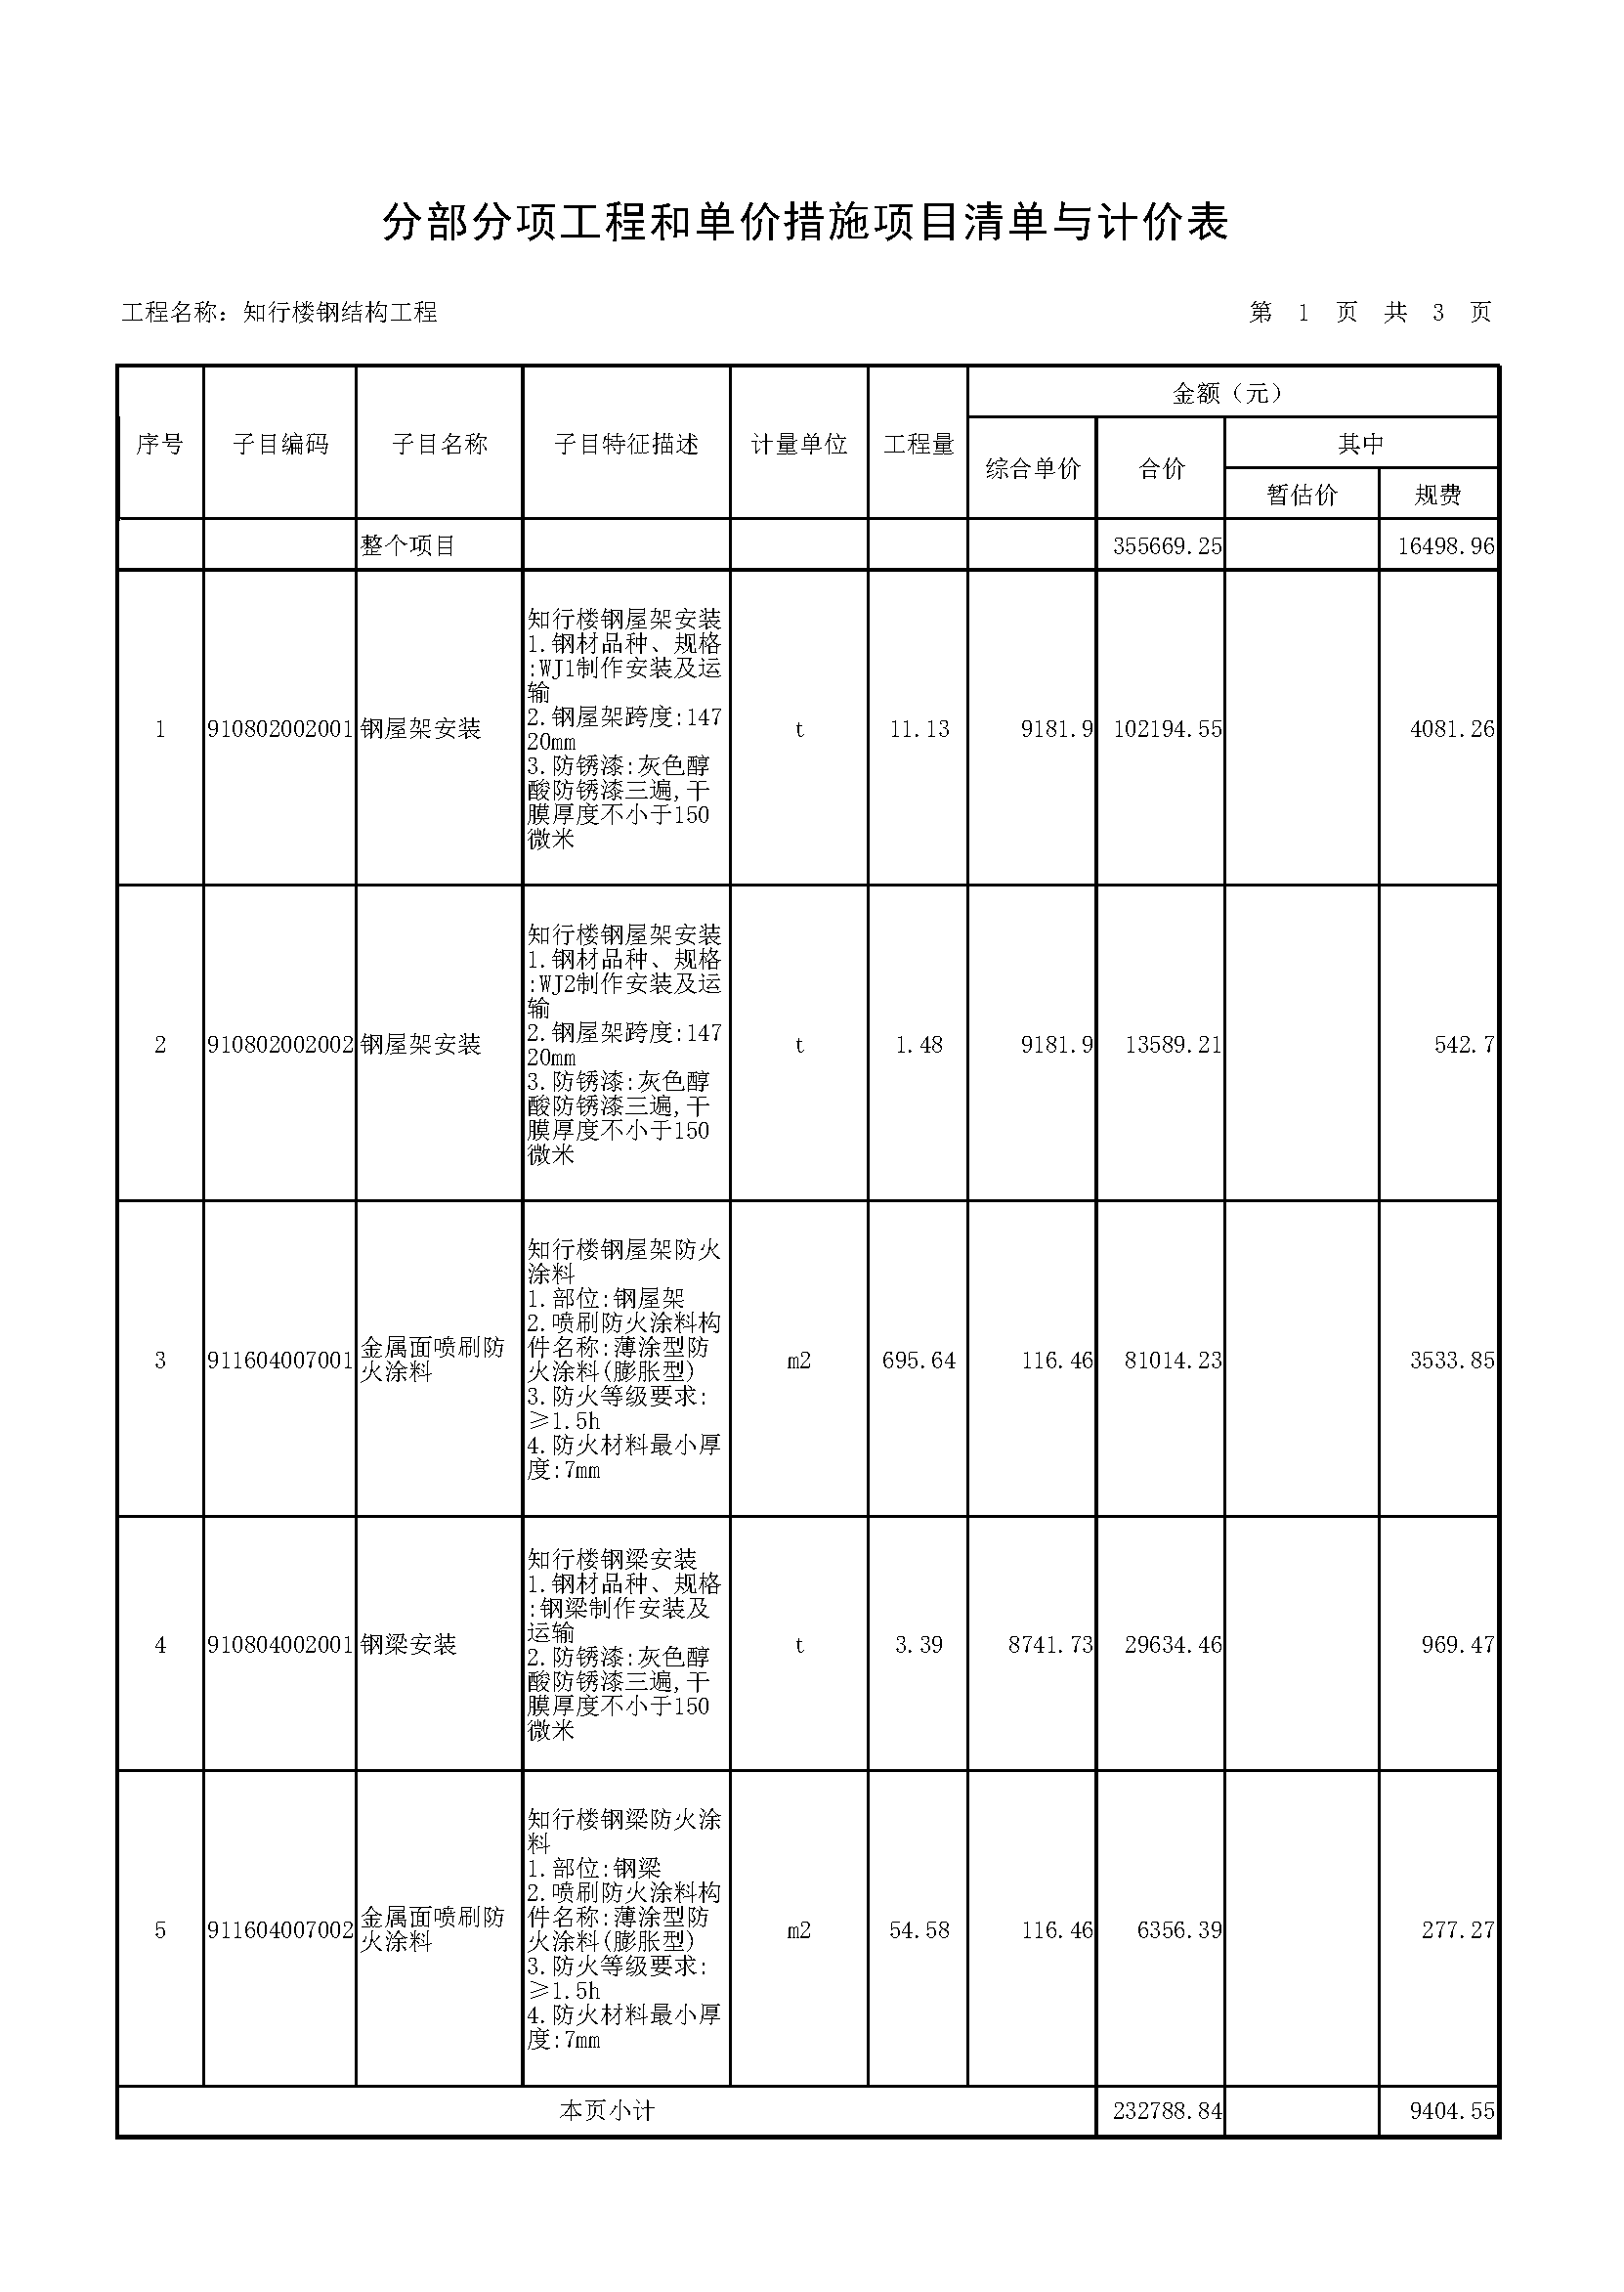 分部分项工程和单价措施项目清单与计价表
工程名称：知行楼钢结构工程
第 1 页 共 3 页
序号
子目编码
子目名称
子目特征描述
计量单位
工程量
金额（元）
综合单价
合价
其中
暂估价
规费
整个项目
355669.25
16498.96
1
910802002001
钢屋架安装
知行楼钢屋架安装
1.钢材品种、规格
:WJ1制作安装及运
输
2.钢屋架跨度:147
20mm
3.防锈漆:灰色醇
酸防锈漆三遍,干
膜厚度不小于150
微米
t
11.13
9181.9
102194.55
4081.26
2
910802002002
钢屋架安装
知行楼钢屋架安装
1.钢材品种、规格
:WJ2制作安装及运
输
2.钢屋架跨度:147
20mm
3.防锈漆:灰色醇
酸防锈漆三遍,干
膜厚度不小于150
微米
t
1.48
9181.9
13589.21
542.7
3
911604007001
金属面喷刷防
火涂料
知行楼钢屋架防火
涂料
1.部位:钢屋架
2.喷刷防火涂料构
件名称:薄涂型防
火涂料(膨胀型)
3.防火等级要求:
≥1.5h
4.防火材料最小厚
度:7mm
m2
695.64
116.46
81014.23
3533.85
4
910804002001
钢梁安装
知行楼钢梁安装
1.钢材品种、规格
:钢梁制作安装及
运输
2.防锈漆:灰色醇
酸防锈漆三遍,干
膜厚度不小于150
微米
t
3.39
8741.73
29634.46
969.47
5
911604007002
金属面喷刷防
火涂料
知行楼钢梁防火涂
料
1.部位:钢梁
2.喷刷防火涂料构
件名称:薄涂型防
火涂料(膨胀型)
3.防火等级要求:
≥1.5h
4.防火材料最小厚
度:7mm
m2
54.58
116.46
6356.39
277.27
本页小计
232788.84
9404.55